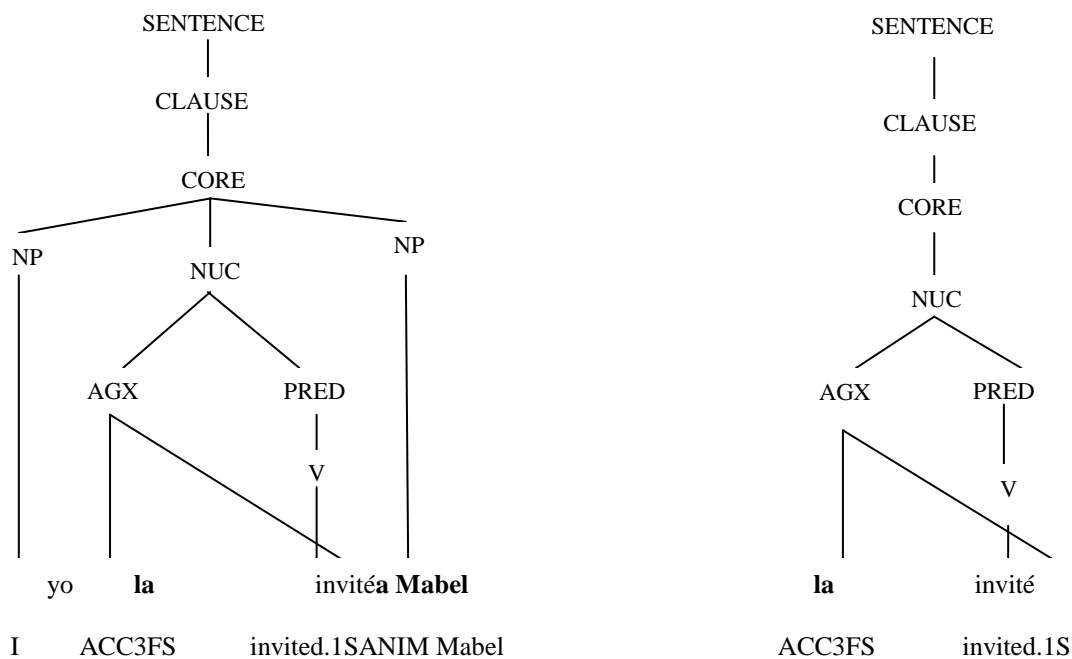 SENTENCE SENTENCE
CLAUSE CLAUSE
CORE CORE
NP NUC NP NUC
AGX PRED AGX PRED
V V
yo la invitéa Mabel la invité
I ACC3FS invited.1SANIM Mabel ACC3FS invited.1S